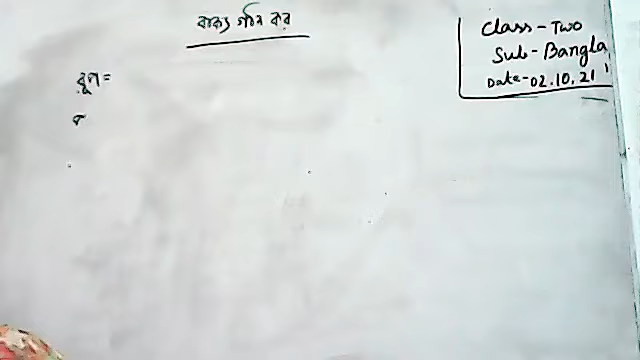 বাক্য গঠন কর
Class-Two
Sub-Bangla
Date-02.10.21
রূপ=
ব